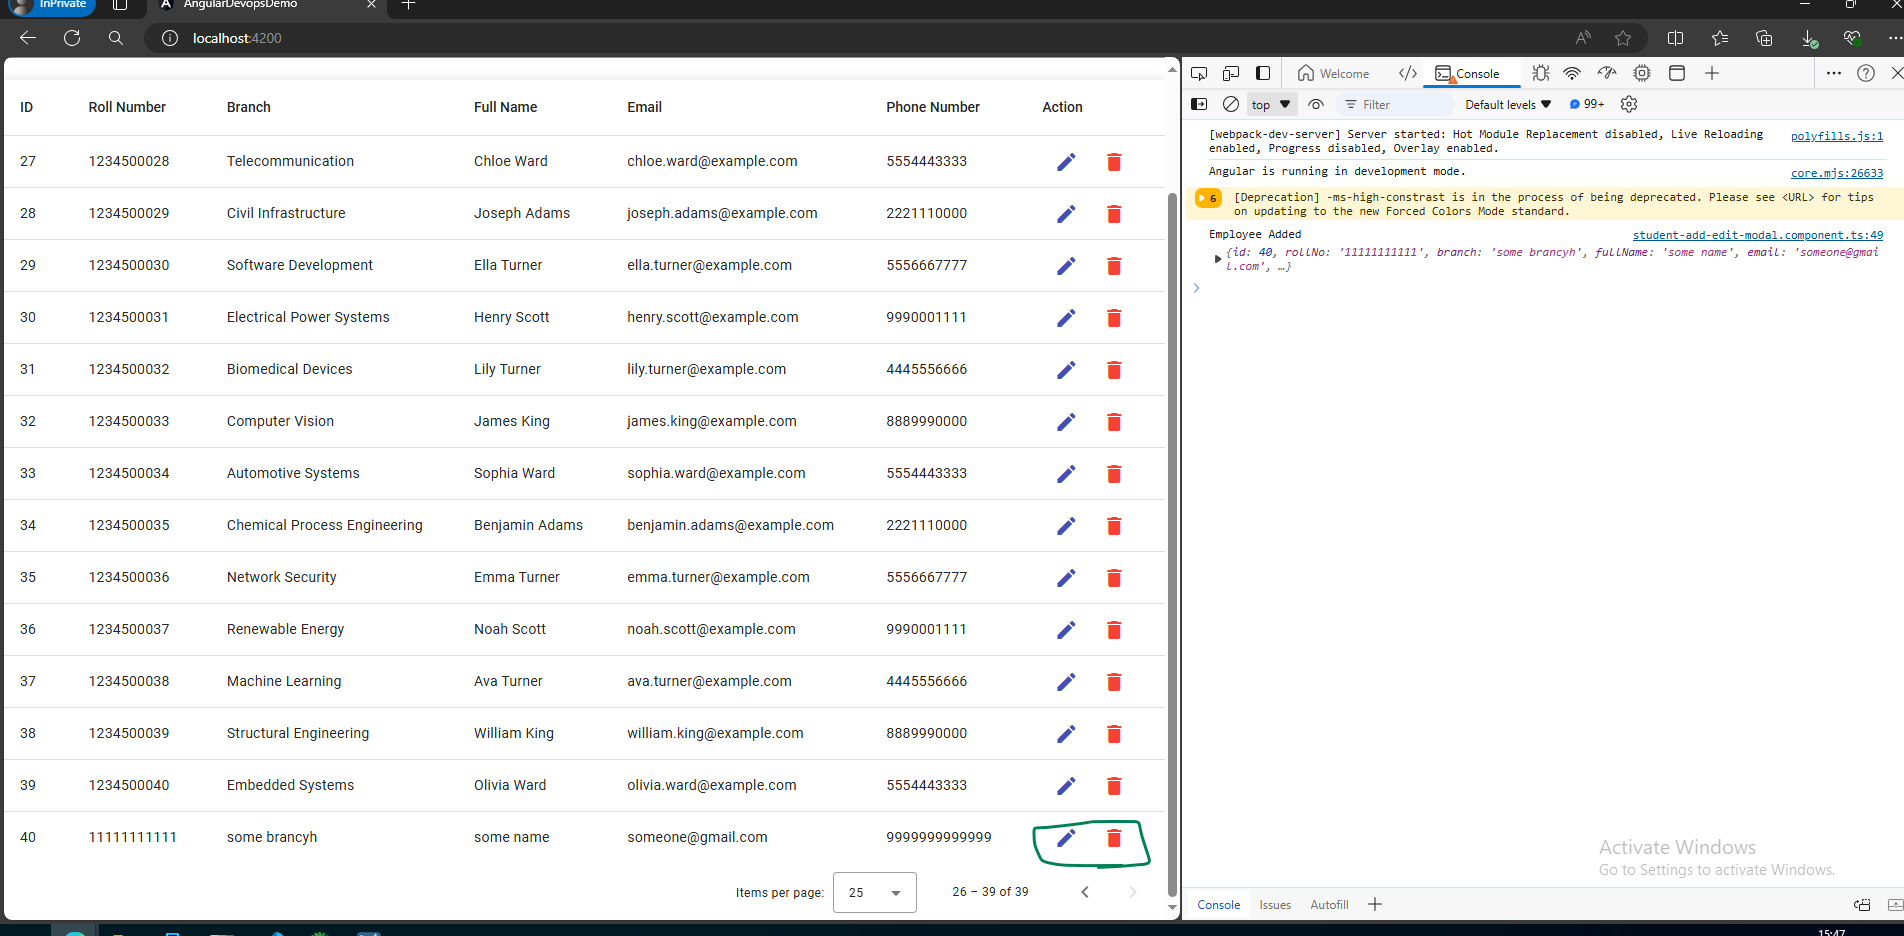 InPrivate
AngularDevopsDemo
localhost:4200
ID Roll Number Branch Full Name Email Phone Number Action
27 1234500028 Telecommunication Chloe Ward chloe.ward@example.com 5554443333
28 1234500029 Civil Infrastructure Joseph Adams joseph.adams@example.com 2221110000
29 1234500030 Software Development Ella Turner ella.turner@example.com 5556667777
30 1234500031 Electrical Power Systems Henry Scott henry.scott@example.com 9990001111
31 1234500032 Biomedical Devices Lily Turner lily.turner@example.com 4445556666
32 1234500033 Computer Vision James King james.king@example.com 8889990000
33 1234500034 Automotive Systems Sophia Ward sophia.ward@example.com 5554443333
34 1234500035 Chemical Process Engineering Benjamin Adams benjamin.adams@example.com 2221110000
35 1234500036 Network Security Emma Turner emma.turner@example.com 5556667777
36 1234500037 Renewable Energy Noah Scott noah.scott@example.com 9990001111
37 1234500038 Machine Learning Ava Turner ava.turner@example.com 4445556666
38 1234500039 Structural Engineering William King william.king@example.com 8889990000
39 1234500040 Embedded Systems Olivia Ward olivia.ward@example.com 5554443333
40 11111111111 some brancyh some name someone@gmail.com 9999999999999
Items per page: 25 26 – 39 of 39
Welcome Console
top Filter Default levels 99+
[webpack-dev-server] Server started: Hot Module Replacement disabled, Live Reloading polyfills.js:1
enabled, Progress disabled, Overlay enabled.
Angular is running in development mode. core.mjs:26633
6 [Deprecation] -ms-high-constrast is in the process of being deprecated. Please see <URL> for tips
on updating to the new Forced Colors Mode standard.
Employee Added student-add-edit-modal.component.ts:49
{id: 40, rollNo: '11111111111', branch: 'some brancyh', fullName: 'some name', email: 'someone@gmai
l.com', …}
Activate Windows
Go to Settings to activate Windows.
Console Issues Autofill
15:47